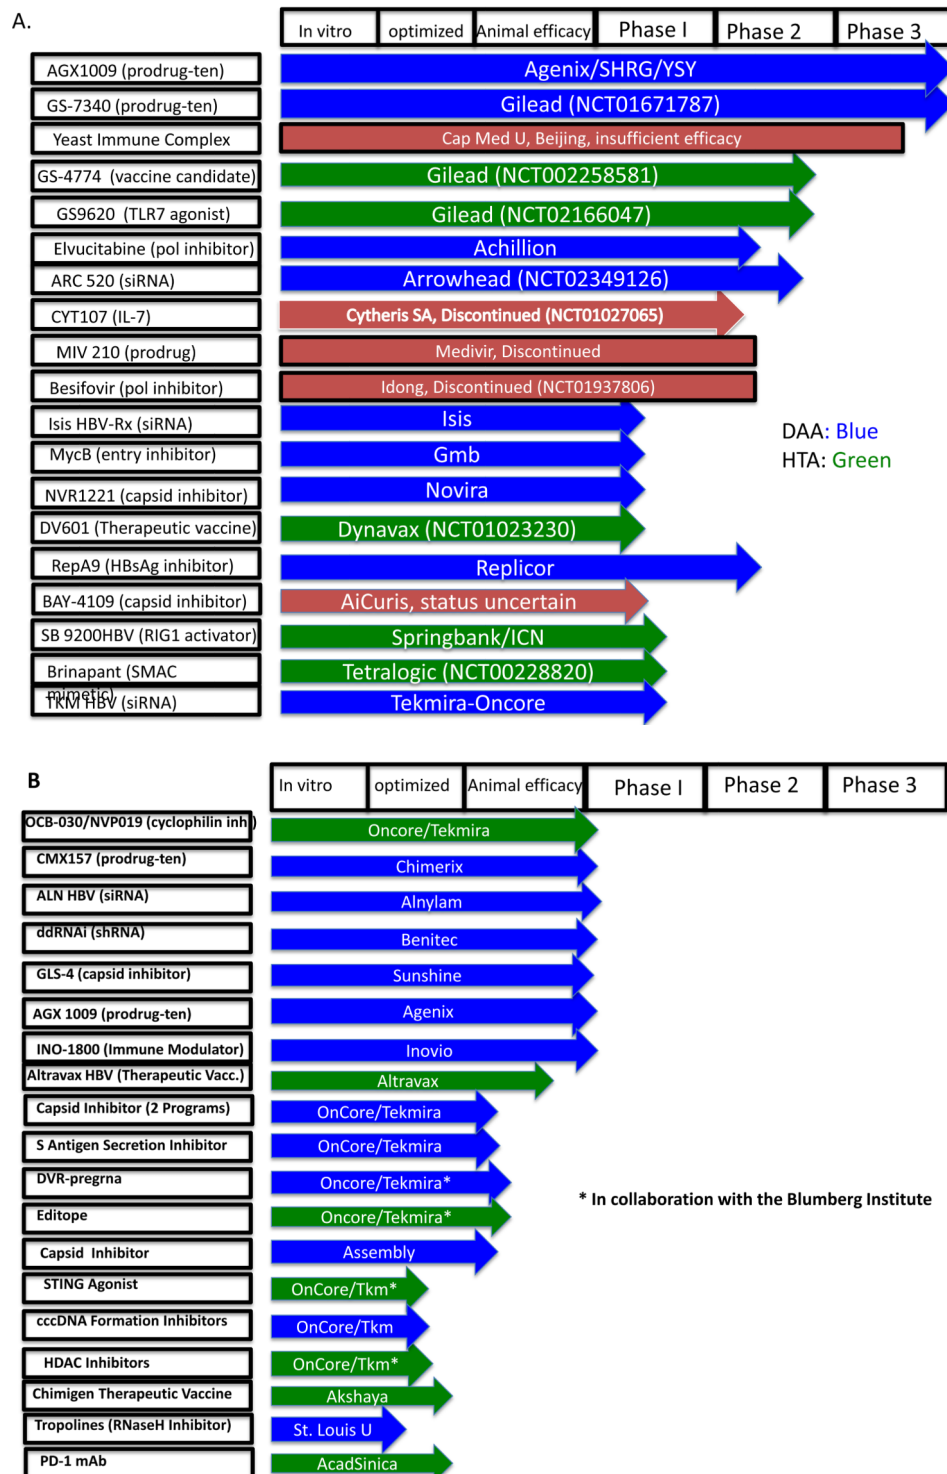 A.
In vitro optimized Animal efficacy Phase I Phase 2 Phase 3
AGX1009 (prodrug-ten) Agenix/SHRG/YSY
GS-7340 (prodrug-ten) Gilead (NCT01671787)
Yeast Immune Complex Cap Med U, Beijing, insufficient efficacy
GS-4774 (vaccine candidate) Gilead (NCT002258581)
GS9620 (TLR7 agonist) Gilead (NCT02166047)
Elvucitabine (pol inhibitor) Achillion
ARC 520 (siRNA) Arrowhead (NCT02349126)
CYT107 (IL-7) Cytheris SA, Discontinued (NCT01027065)
MIV 210 (prodrug) Medivir, Discontinued
Besifovir (pol inhibitor) Idong, Discontinued (NCT01937806)
Isis HBV-Rx (siRNA) Isis
DAA: Blue
MycB (entry inhibitor) Gmb
HTA: Green
NVR1221 (capsid inhibitor) Novira
DV601 (Therapeutic vaccine) Dynavax (NCT01023230)
RepA9 (HBsAg inhibitor) Replicor
BAY-4109 (capsid inhibitor) AiCuris, status uncertain
SB 9200HBV (RIG1 activator) Springbank/ICN
Brinapant (SMAC mimetic) Tetralogic (NCT00228820)
TKM HBV (siRNA) Tekmira-Oncore
B
In vitro optimized Animal efficacy Phase I Phase 2 Phase 3
OCB-030/NVP019 (cyclophilin inh.) Oncore/Tekmira
CMX157 (prodrug-ten) Chimerix
ALN HBV (siRNA) Alnylam
ddRNAi (shRNA) Benitec
GLS-4 (capsid inhibitor) Sunshine
AGX 1009 (prodrug-ten) Agenix
INO-1800 (Immune Modulator) Inovio
Altravax HBV (Therapeutic Vacc.) Altravax
Capsid Inhibitor (2 Programs) OnCore/Tekmira
S Antigen Secretion Inhibitor OnCore/Tekmira
DVR-pregrna Oncore/Tekmira*
* In collaboration with the Blumberg Institute
Editope Oncore/Tekmira*
Capsid Inhibitor Assembly
STING Agonist OnCore/Tkm*
cccDNA Formation Inhibitors OnCore/Tkm
HDAC Inhibitors OnCore/Tkm*
Chimigen Therapeutic Vaccine Akshaya
Tropolines (RNaseH Inhibitor) St. Louis U
PD-1 mAb AcadSinica